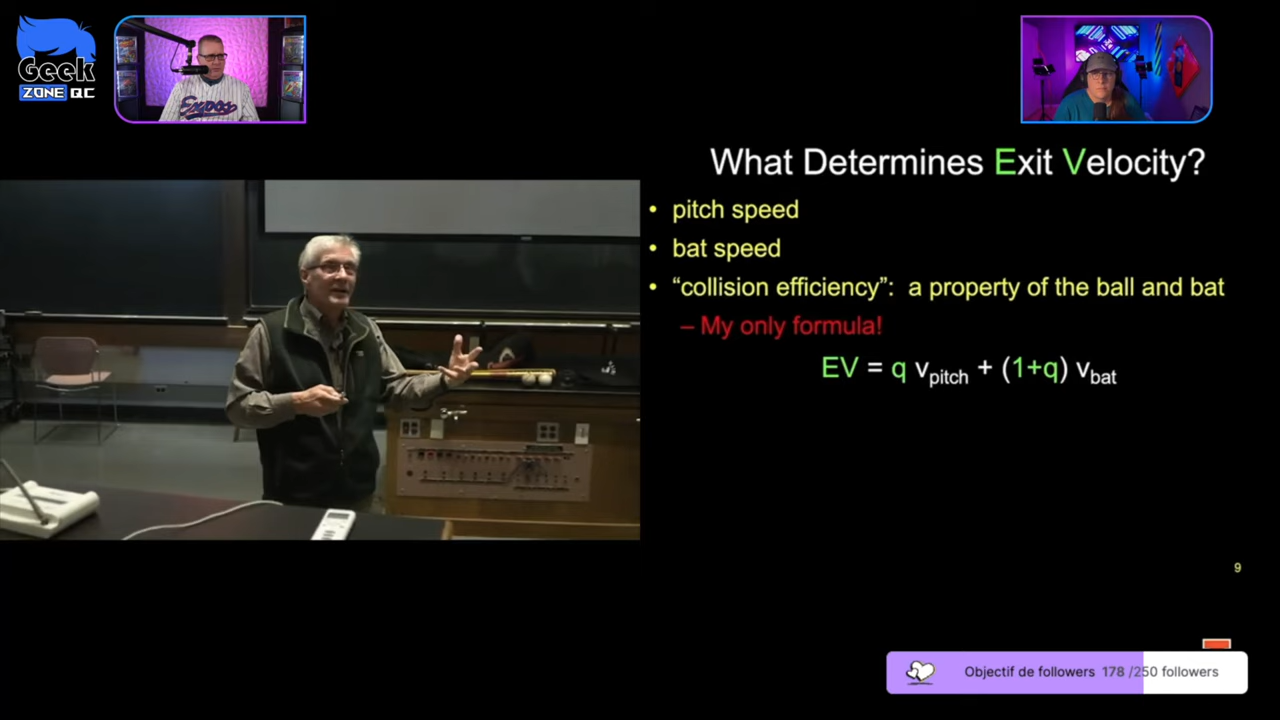 Geek
ZONE QC
Expos
What Determines Exit Velocity?
• pitch speed
• bat speed
• “collision efficiency”: a property of the ball and bat
– My only formula!
EV = q vpitch + (1+q) vbat
9
Objectif de followers 178 /250 followers